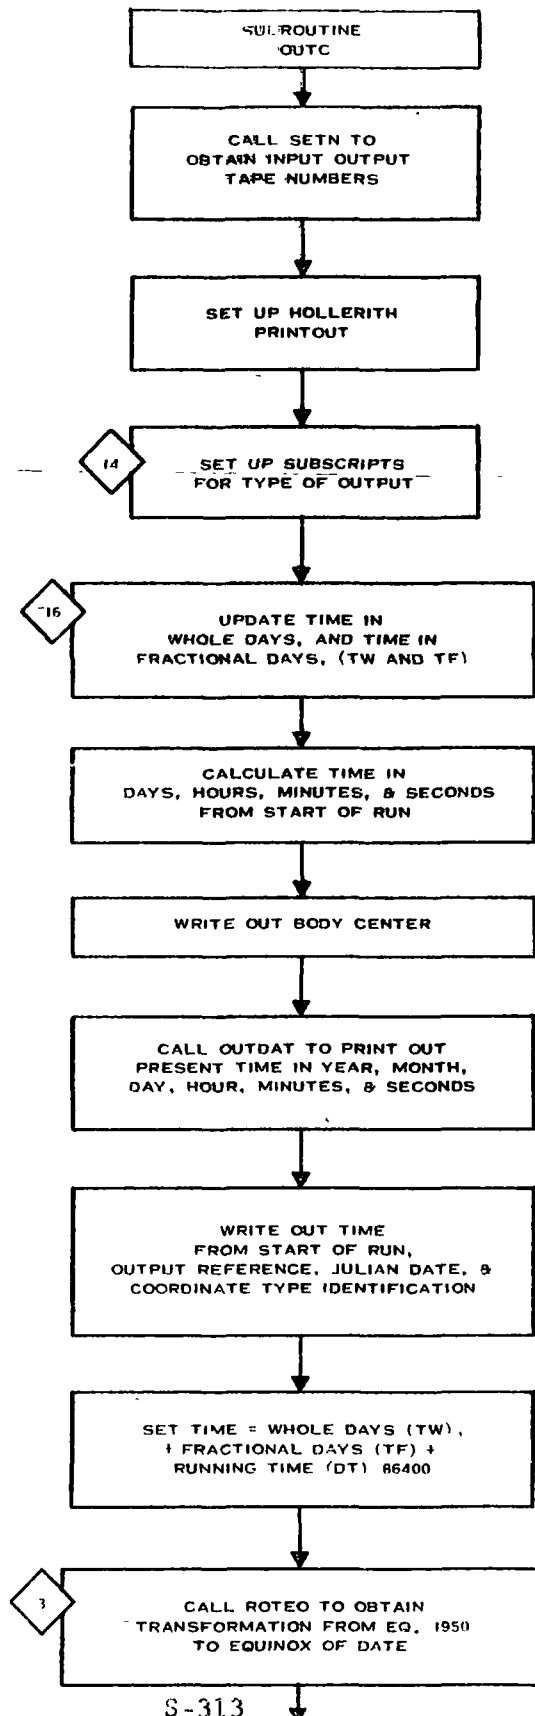 SUBROUTINE
OUTC
CALL SETN TO
OBTAIN INPUT OUTPUT
TAPE NUMBERS
SET UP HOLLERITH
PRINTOUT
14
SET UP SUBSCRIPTS
FOR TYPE OF OUTPUT
16
UPDATE TIME IN
WHOLE DAYS, AND TIME IN
FRACTIONAL DAYS, (TW AND TF)
CALCULATE TIME IN
DAYS, HOURS, MINUTES, & SECONDS
FROM START OF RUN
WRITE OUT BODY CENTER
CALL OUTDAT TO PRINT OUT
PRESENT TIME IN YEAR, MONTH,
DAY, HOUR, MINUTES, & SECONDS
WRITE OUT TIME
FROM START OF RUN,
OUTPUT REFERENCE, JULIAN DATE, &
COORDINATE TYPE IDENTIFICATION
SET TIME = WHOLE DAYS (TW),
+ FRACTIONAL DAYS (TF) +
RUNNING TIME (DT) 86400
3
CALL ROTEO TO OBTAIN
TRANSFORMATION FROM EQ. 1950
TO EQUINOX OF DATE
S-313